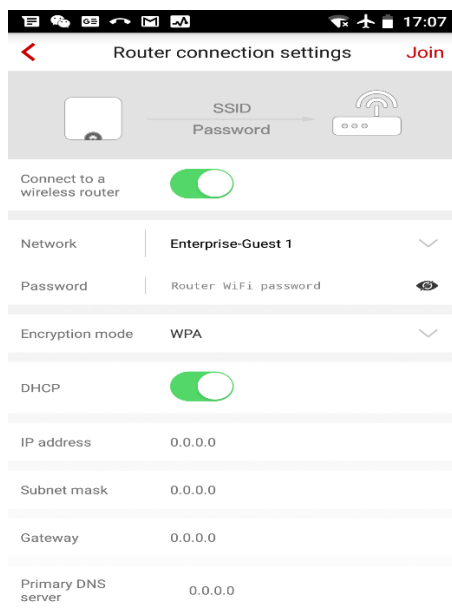 17:07
Router connection settings
Join
SSID
Password
Connect to a
wireless router
Network
Enterprise-Guest 1
Password
Router WiFi password
Encryption mode
WPA
DHCP
IP address
0.0.0.0
Subnet mask
0.0.0.0
Gateway
0.0.0.0
Primary DNS
server
0.0.0.0